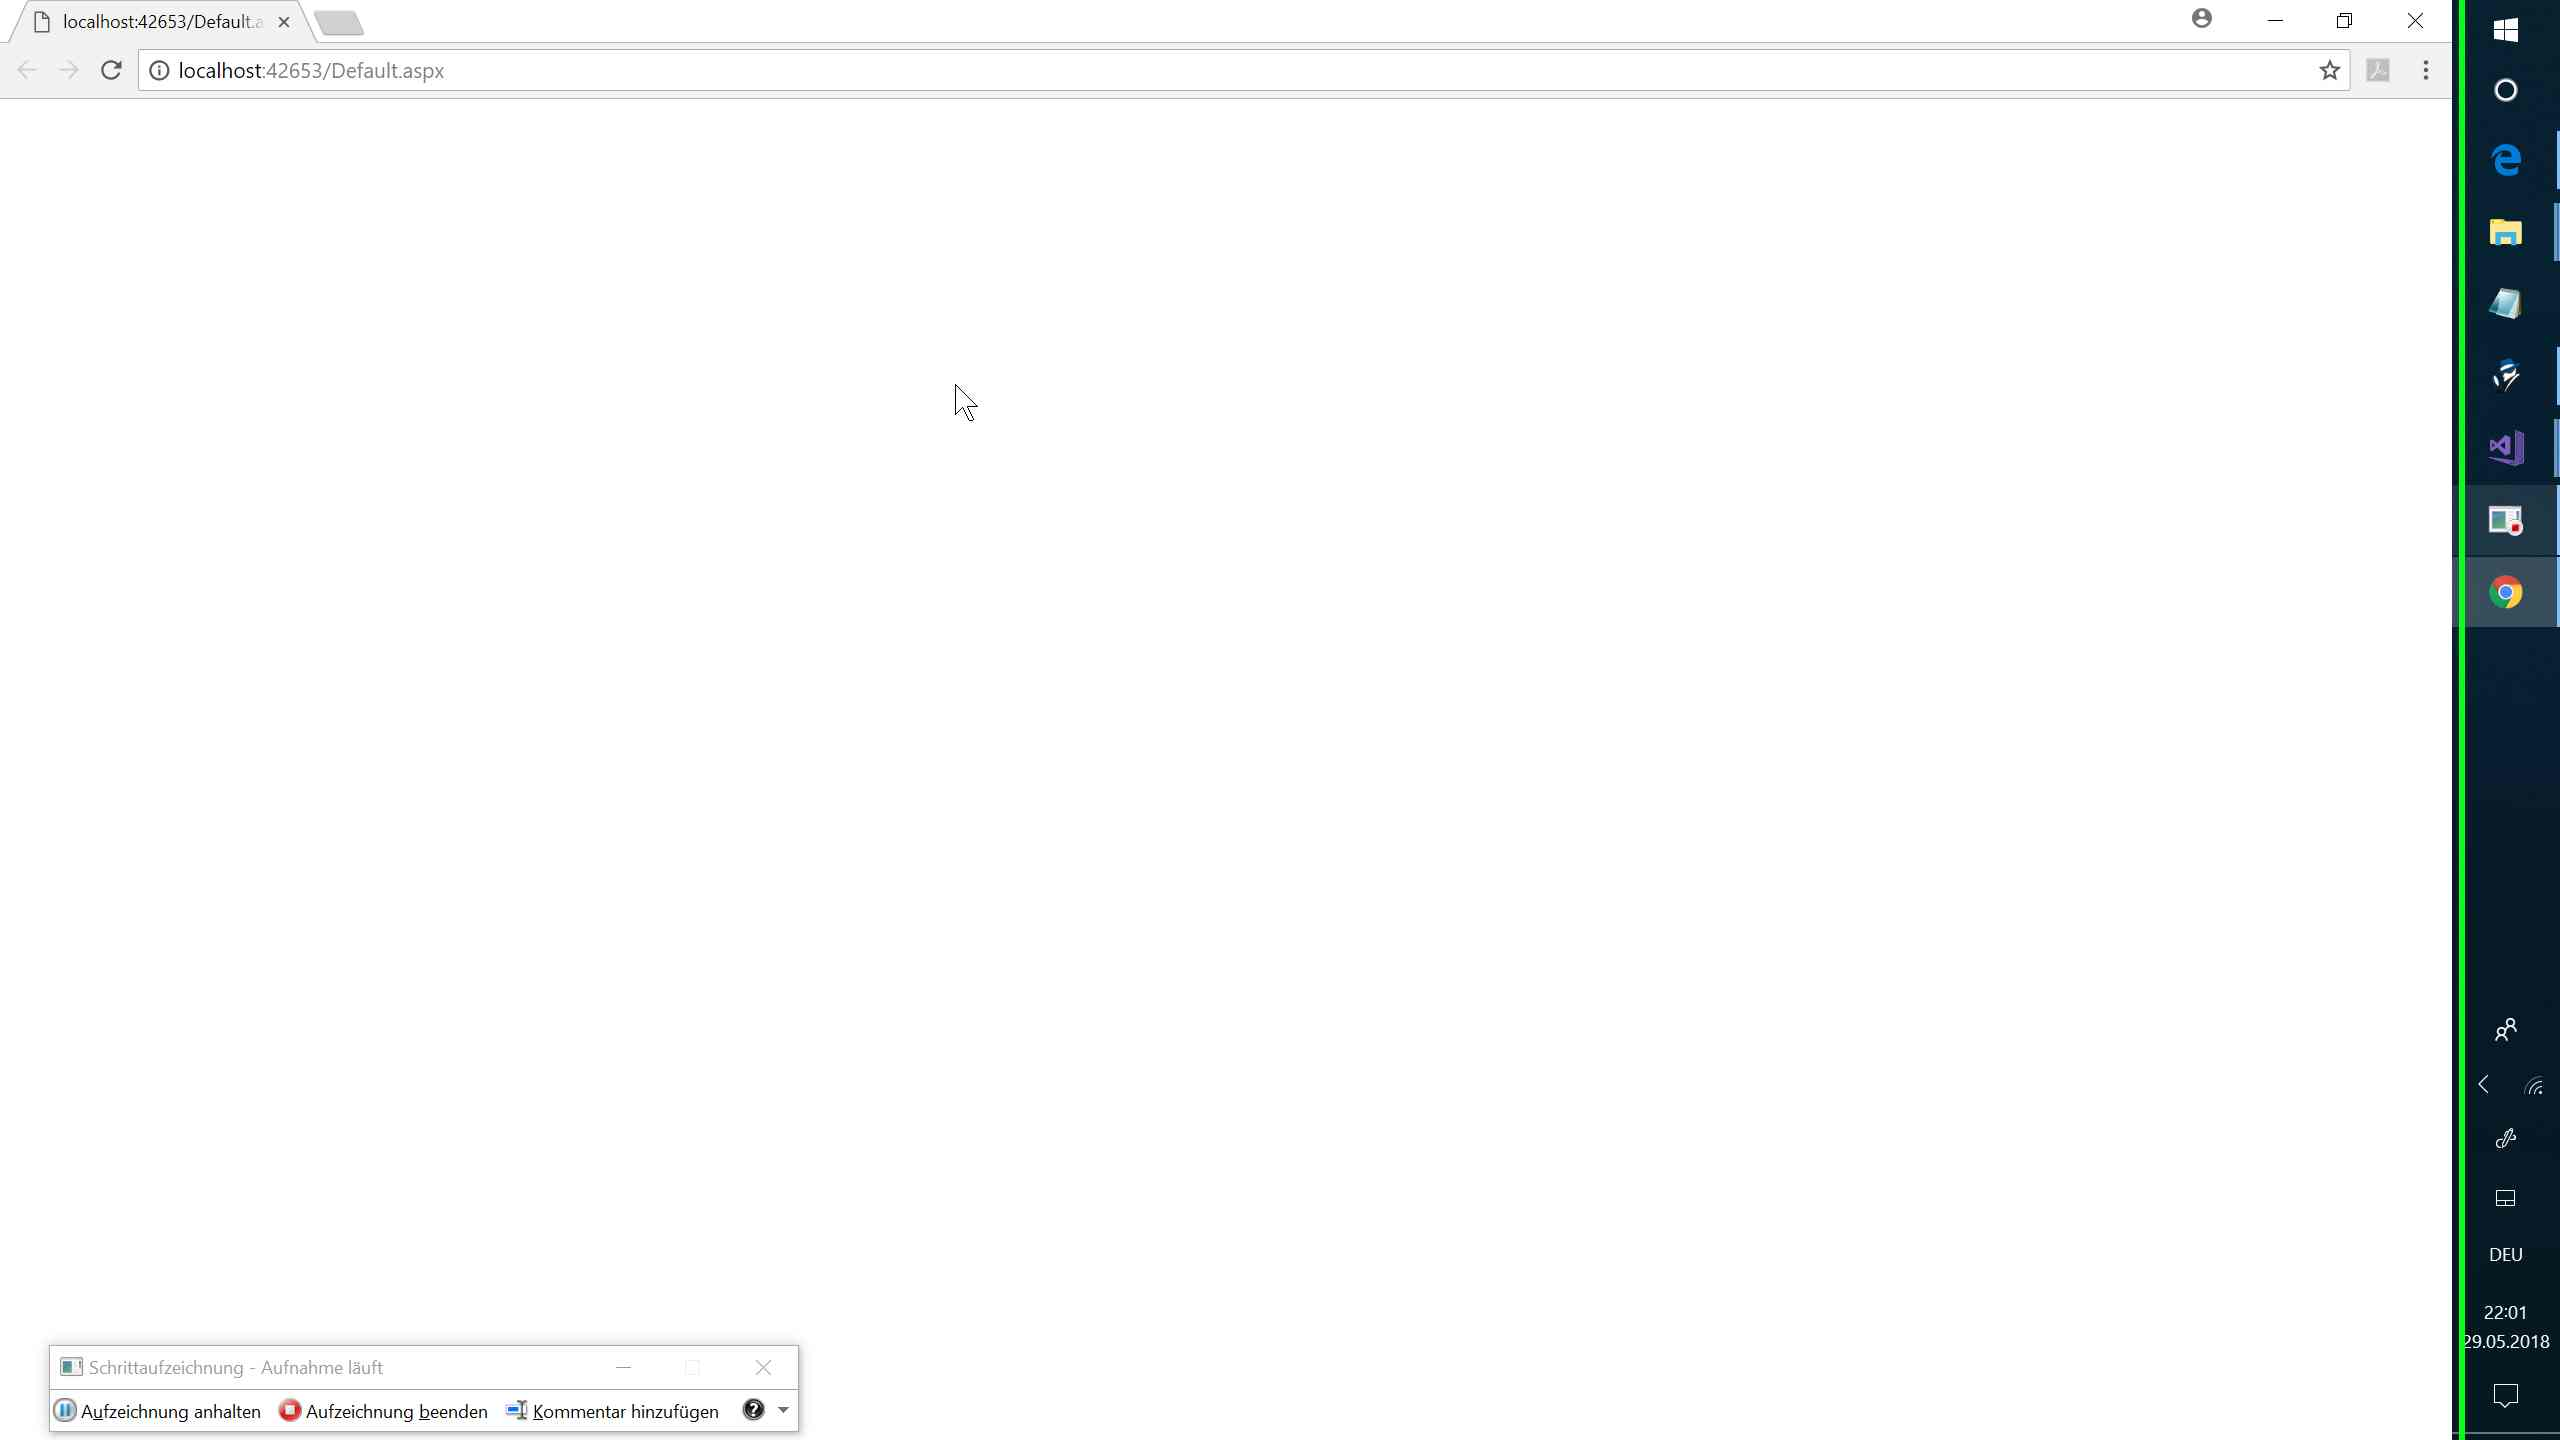 localhost:42653/Default.a
localhost:42653/Default.aspx
Schrittaufzeichnung - Aufnahme läuft
Aufzeichnung anhalten Aufzeichnung beenden Kommentar hinzufügen
DEU
22:01
29.05.2018